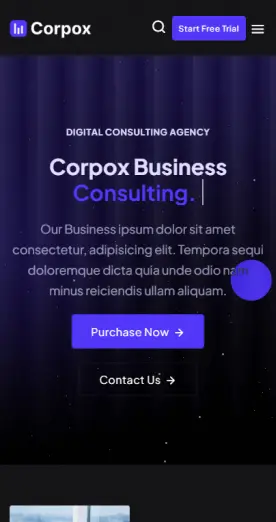 Corpox
Start Free Trial
DIGITAL CONSULTING AGENCY
Corpox Business
Consulting.
Our Business ipsum dolor sit amet
consectetur, adipisicing elit. Tempora sequi
doloremque dicta quia unde odio nam
minus reiciendis ullam aliquam.
Purchase Now →
Contact Us →